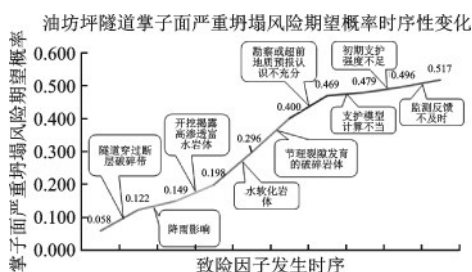 油坊坪隧道掌子面严重坍塌风险期望概率时序性变化
掌子面严重坍塌风险期望概率
0.600
0.500
0.400
0.300
0.200
0.100
0.000
0.058
0.122
0.149
0.198
0.296
0.400
0.469
0.479
0.496
0.517
隧道穿过断
层破碎带
降雨影响
开挖揭露
高渗透富
水岩体
水软化岩
体
节理裂隙发育
的破碎岩体
勘察或超前
地质预报认
识不充分
支护模型
计算不当
初期支护
强度不足
监测反馈
不及时
致险因子发生时序